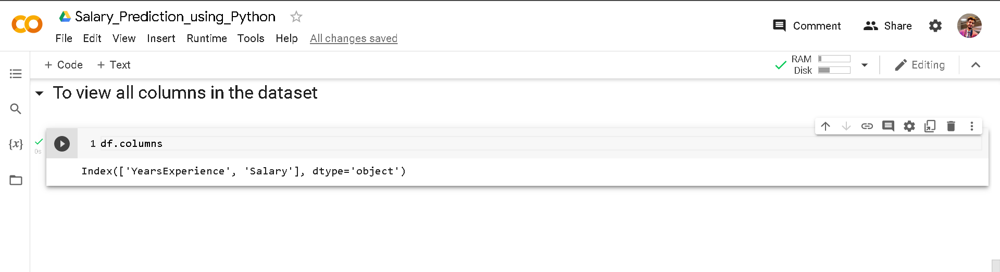 Salary_Prediction_using_Python
File Edit View Insert Runtime Tools Help All changes saved
Comment Share
+ Code + Text
RAM
Disk
Editing
To view all columns in the dataset
{x}
0s
1 df.columns
Index(['YearsExperience', 'Salary'], dtype='object')